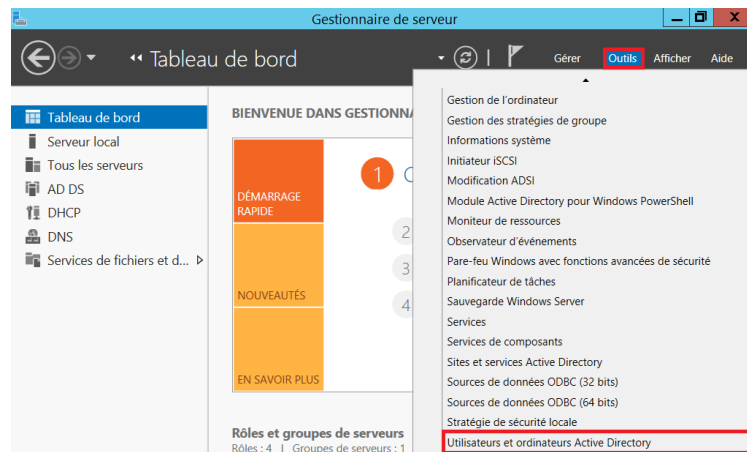 Gestionnaire de serveur
Tableau de bord
Gérer Outils Afficher Aide
Tableau de bord
Serveur local
Tous les serveurs
AD DS
DHCP
DNS
Services de fichiers et d...
BIENVENUE DANS GESTIONNA
DÉMARRAGE
RAPIDE
NOUVEAUTÉS
EN SAVOIR PLUS
1 C
2
3
4
Rôles et groupes de serveurs
Rôles : 4 | Groupes de serveurs : 1
Gestion de l'ordinateur
Gestion des stratégies de groupe
Informations système
Initiateur iSCSI
Modification ADSI
Module Active Directory pour Windows PowerShell
Moniteur de ressources
Observateur d'événements
Pare-feu Windows avec fonctions avancées de sécurité
Planificateur de tâches
Sauvegarde Windows Server
Services
Services de composants
Sites et services Active Directory
Sources de données ODBC (32 bits)
Sources de données ODBC (64 bits)
Stratégie de sécurité locale
Utilisateurs et ordinateurs Active Directory